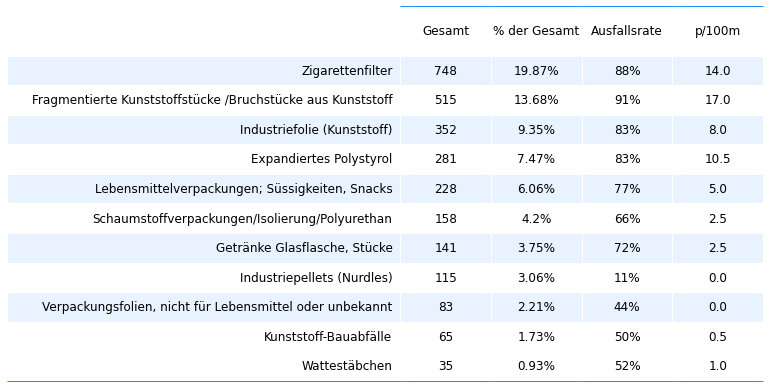 Gesamt % der Gesamt Ausfallsrate p/100m
Zigarettenfilter 748 19.87% 88% 14.0
Fragmentierte Kunststoffstücke /Bruchstücke aus Kunststoff 515 13.68% 91% 17.0
Industriefolie (Kunststoff) 352 9.35% 83% 8.0
Expandiertes Polystyrol 281 7.47% 83% 10.5
Lebensmittelverpackungen; Süssigkeiten, Snacks 228 6.06% 77% 5.0
Schaumstoffverpackungen/Isolierung/Polyurethan 158 4.2% 66% 2.5
Getränke Glasflasche, Stücke 141 3.75% 72% 2.5
Industriepellets (Nurdles) 115 3.06% 11% 0.0
Verpackungsfolien, nicht für Lebensmittel oder unbekannt 83 2.21% 44% 0.0
Kunststoff-Bauabfälle 65 1.73% 50% 0.5
Wattestäbchen 35 0.93% 52% 1.0